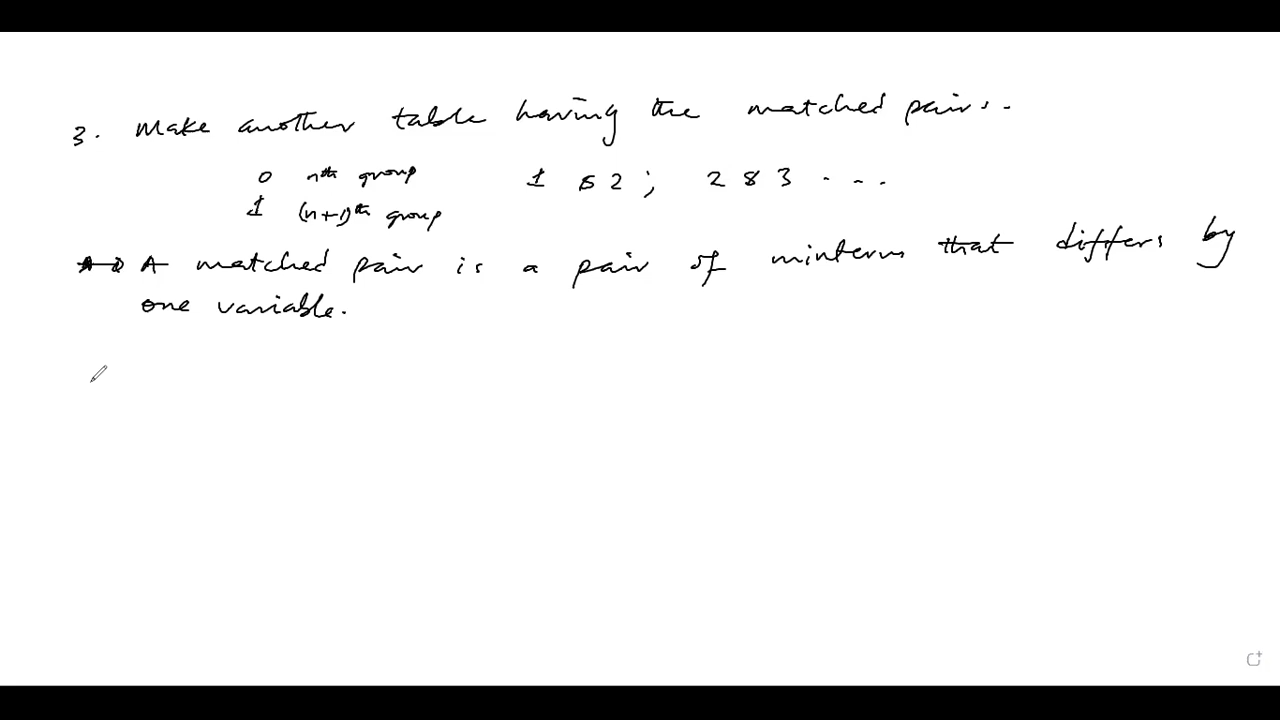 3. Make another table having the matched pairs.
0 nth group 1 & 2 ; 2 & 3 ...
1 (n+1)th group
A matched pair is a pair of minterms that differs by
one variable.